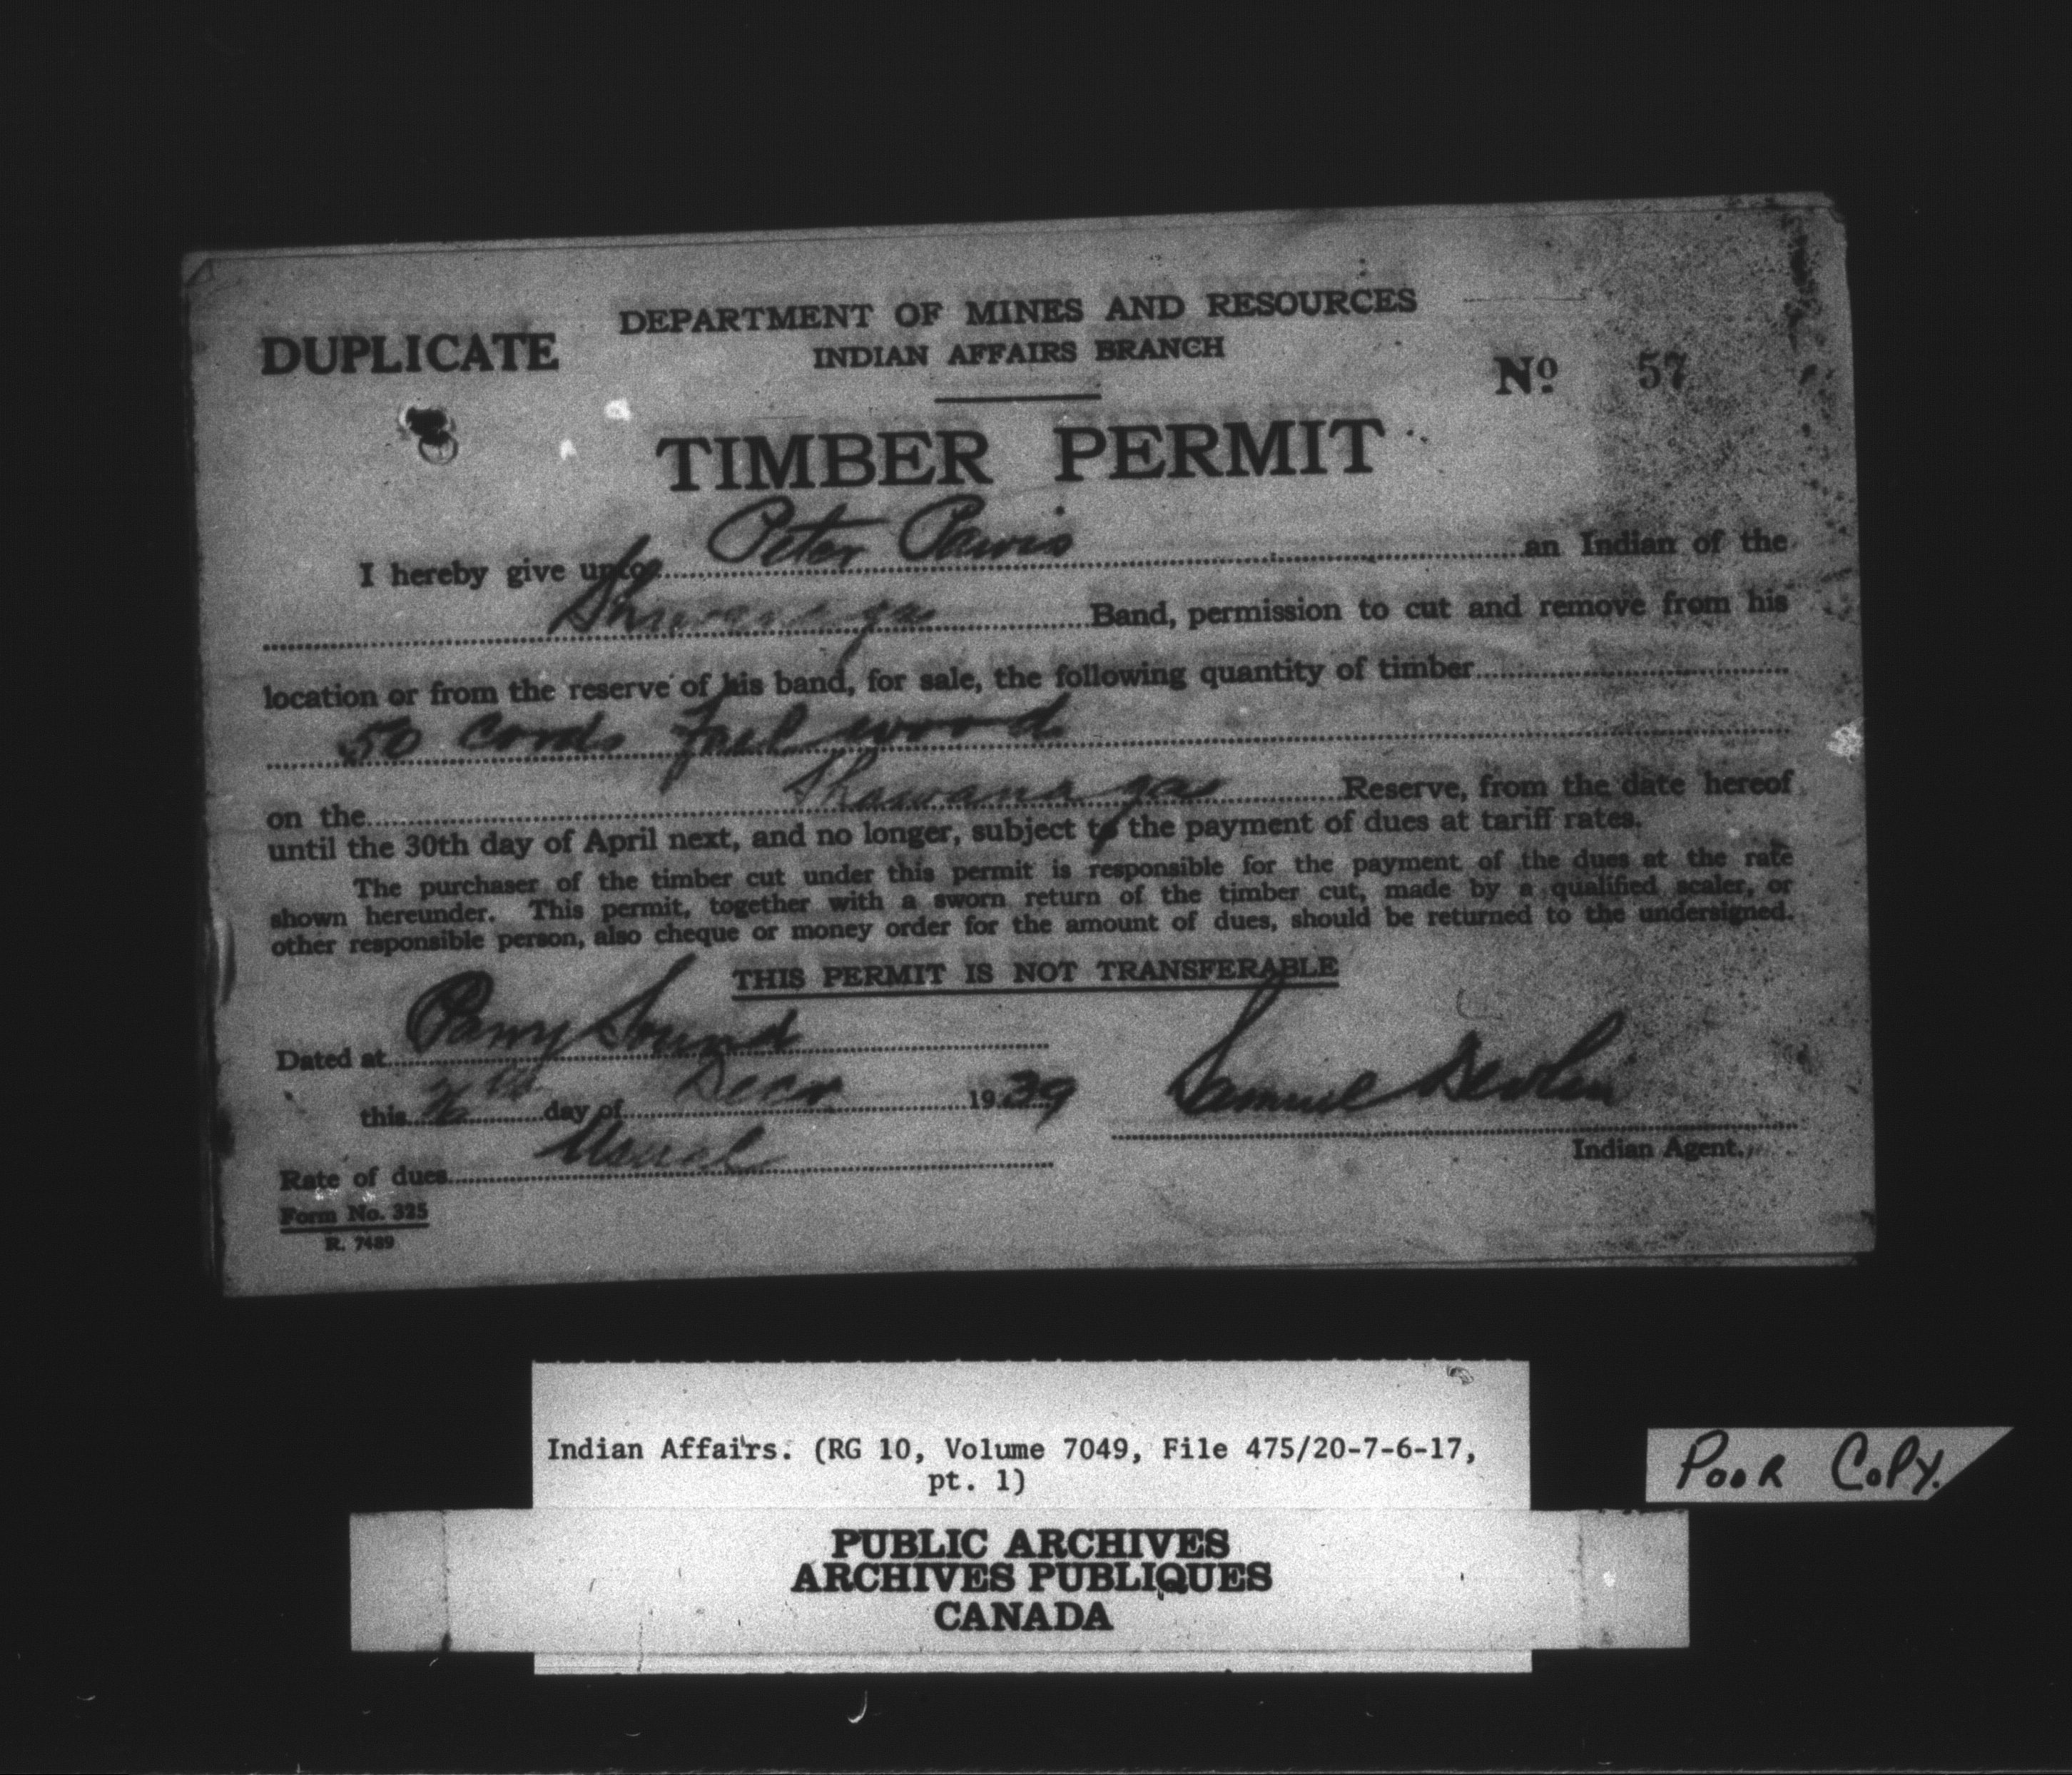 DUPLICATE
DEPARTMENT OF MINES AND RESOURCES
INDIAN AFFAIRS BRANCH
Nº 57
TIMBER PERMIT
I hereby give unto Peter Pawis an Indian of the
Shawanaga Band, permission to cut and remove from his
location or from the reserve of his band, for sale, the following quantity of timber
50 cords fuel wood
on the Shawanaga Reserve, from the date hereof
until the 30th day of April next, and no longer, subject to the payment of dues at tariff rates.
The purchaser of the timber cut under this permit is responsible for the payment of the dues at the rate
shown hereunder. This permit, together with a sworn return of the timber cut, made by a qualified scaler, or
other responsible person, also cheque or money order for the amount of dues, should be returned to the undersigned.
THIS PERMIT IS NOT TRANSFERABLE
Dated at Parry Sound
this day of Decr 1939
Samuel Devlin
Indian Agent.
Rate of dues Usual
Form No. 325
R. 7489
Indian Affairs. (RG 10, Volume 7049, File 475/20-7-6-17,
pt. 1)
POOR COPY.
PUBLIC ARCHIVES
ARCHIVES PUBLIQUES
CANADA